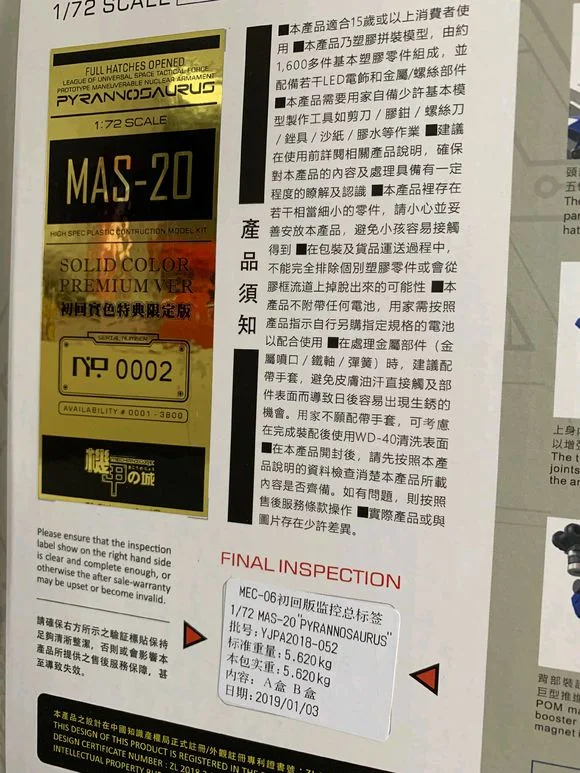 1/72 SCALE
FULL HATCHES OPENED
LEAGUE OF UNIVERSAL SPACE TACTICAL FORCE
PROTOTYPE MANEUVERABLE NUCLEAR ARMAMENT
PYRANNOSAURUS
1:72 SCALE
MAS-20
HIGH SPEC PLASTIC CONTRUCTION MODEL KIT
SOLID COLOR
PREMIUM VER
初回實色特典限定版
SERIAL NUMBER
Nº 0002
AVAILABILITY # 0001 - 3800
機甲の城
產品須知
■本產品適合15歲或以上消費者使
用 ■本產品乃塑膠拼裝模型，由約
1,600多件基本塑膠零件組成，並
配備若干LED電飾和金屬/螺絲部件
■本產品需要用家自備少許基本模
型製作工具如剪刀 / 膠鉗 / 螺絲刀
/ 銼具 / 沙紙 / 膠水等作業 ■建議
在使用前詳閱相關產品說明，確保
對本產品的內容及處理具備有一定
程度的瞭解及認識 ■本產品裡存在
若干相當細小的零件，請小心並妥
善安放本產品，避免小孩容易接觸
得到 ■在包裝及貨品運送過程中，
不能完全排除個別塑膠零件或會從
膠框流道上掉脫出來的可能性 ■本
產品不附帶任何電池，用家需按照
產品指示自行另購指定規格的電池
以配合使用 ■在處理金屬部件（金
屬噴口 / 鐵軸 / 彈簧）時，建議配
帶手套，避免皮膚油汗直接觸及部
件表面而導致日後容易出現生銹的
機會。用家不願配帶手套，可考慮
在完成裝配後使用WD-40清洗表面
■在本產品開封後，請先按照本產
品說明的資料檢查清楚本產品所載
內容是否齊備。如有問題，則按照
售後服務條款操作 ■實際產品或與
圖片存在少許差異。
Please ensure that the inspection
label show on the right hand side
is clear and complete enough, or
otherwise the after sale-warranty
may be upset or become invalid.
請確保右方所示之驗証標貼保持
足夠清晰整潔，否則或會影響本
產品所提供之售後服務保障，甚
至導致失效。
FINAL INSPECTION
MEC-06初回版监控总标签
1/72 MAS-20"PYRANNOSAURUS"
批号: YJPA2018-052
标准重量: 5.620kg
本包实重: 5.620kg
内容: A盒 B盒
日期: 2019/01/03
本產品之設計在中國知識產權局正式註冊/外觀註冊專利證書號：ZL
THIS DESIGN OF THIS PRODUCT IS REGISTERED IN THE
DESIGN CERTIFICATE NUMBER : ZL 2018
INTELLECTUAL PROPERTY
The
par
hat
上身
以增
The t
joints
the ar
背部裝
巨型推
POM ma
booster
magnet